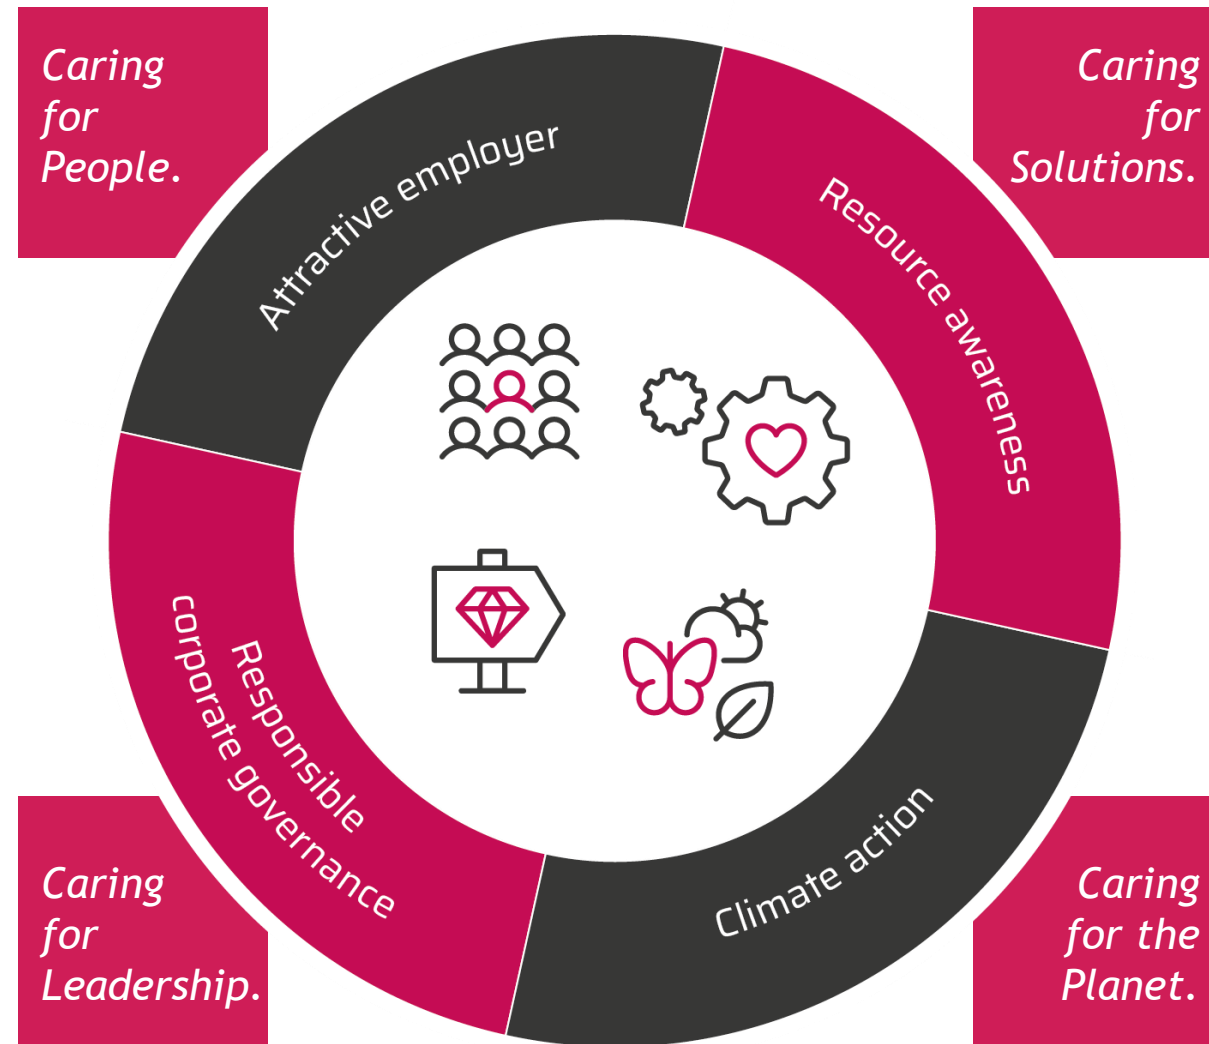 Caring
for
People.
Caring
for
Solutions.
Attractive employer
Resource awareness
Responsible
corporate governance
Climate action
Caring
for
Leadership.
Caring
for the
Planet.